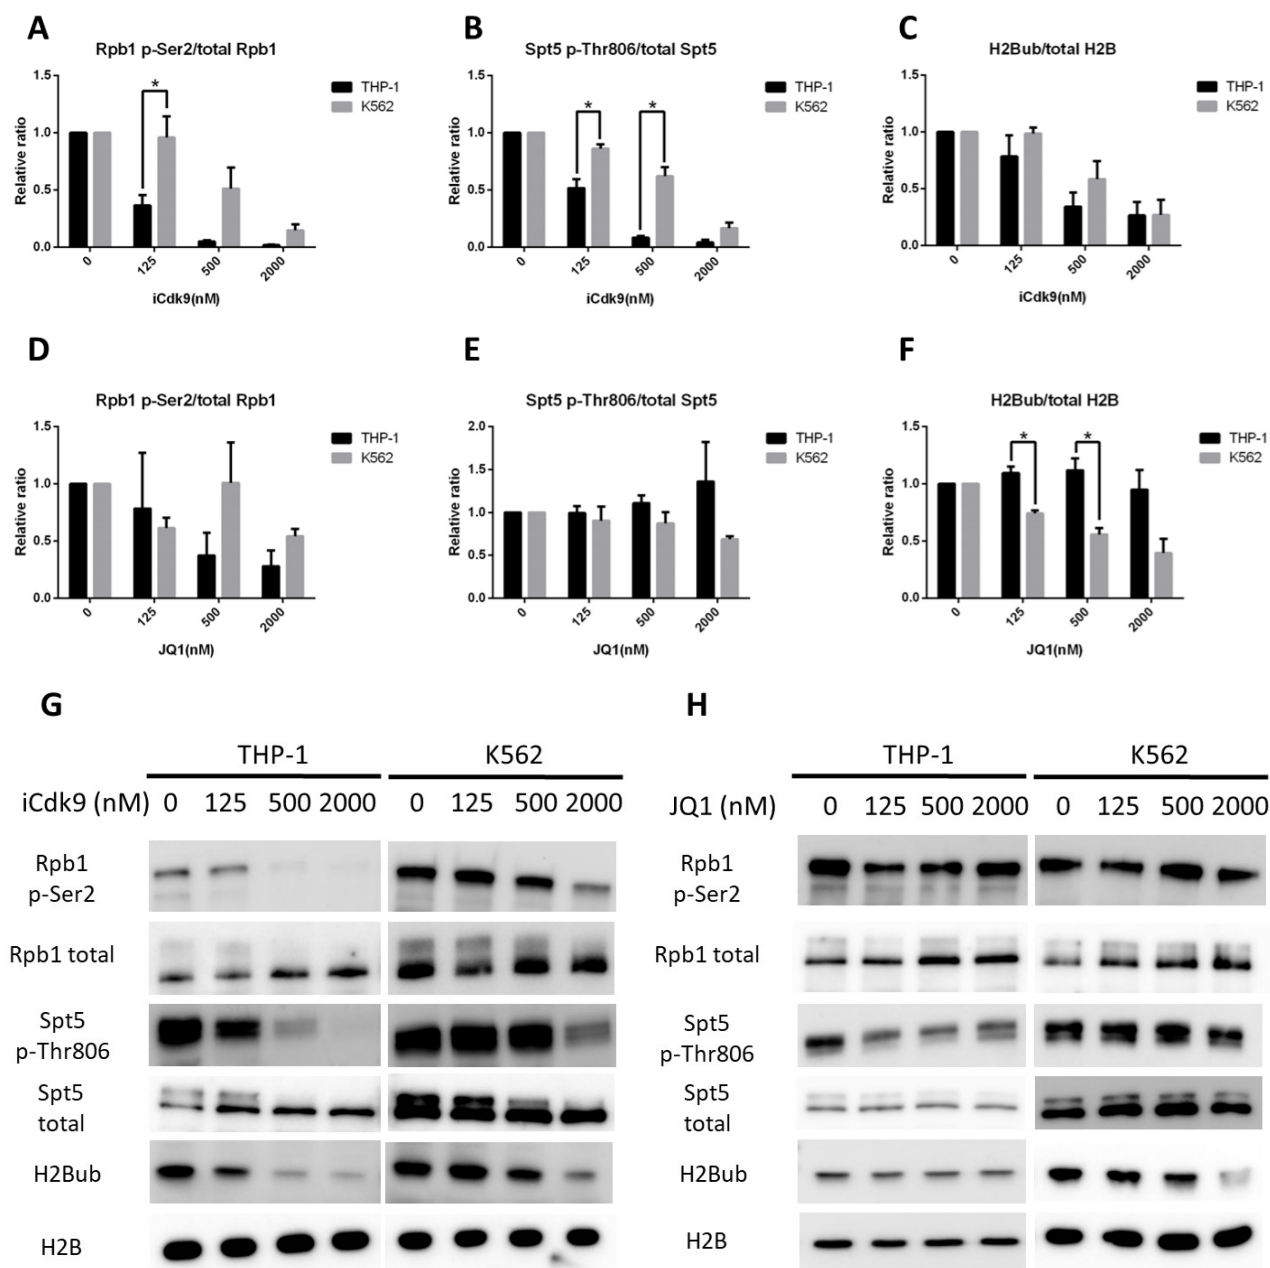 A
Rpb1 p-Ser2/total Rpb1
1.5
1.0
0.5
0.0
Relative ratio
*
THP-1
K562
0
125
500
2000
iCdk9(nM)
B
Spt5 p-Thr806/total Spt5
1.5
1.0
0.5
0.0
Relative ratio
*
*
THP-1
K562
0
125
500
2000
iCdk9(nM)
C
H2Bub/total H2B
1.5
1.0
0.5
0.0
Relative ratio
THP-1
K562
0
125
500
2000
iCdk9(nM)
D
Rpb1 p-Ser2/total Rpb1
1.5
1.0
0.5
0.0
Relative ratio
THP-1
K562
0
125
500
2000
JQ1(nM)
E
Spt5 p-Thr806/total Spt5
2.0
1.5
1.0
0.5
0.0
Relative ratio
THP-1
K562
0
125
500
2000
JQ1(nM)
F
H2Bub/total H2B
1.5
1.0
0.5
0.0
Relative ratio
*
*
THP-1
K562
0
125
500
2000
JQ1(nM)
G
THP-1
K562
iCdk9 (nM) 0 125 500 2000 0 125 500 2000
Rpb1
p-Ser2
Rpb1 total
Spt5
p-Thr806
Spt5
total
H2Bub
H2B
H
THP-1
K562
JQ1 (nM) 0 125 500 2000 0 125 500 2000
Rpb1
p-Ser2
Rpb1 total
Spt5
p-Thr806
Spt5
total
H2Bub
H2B